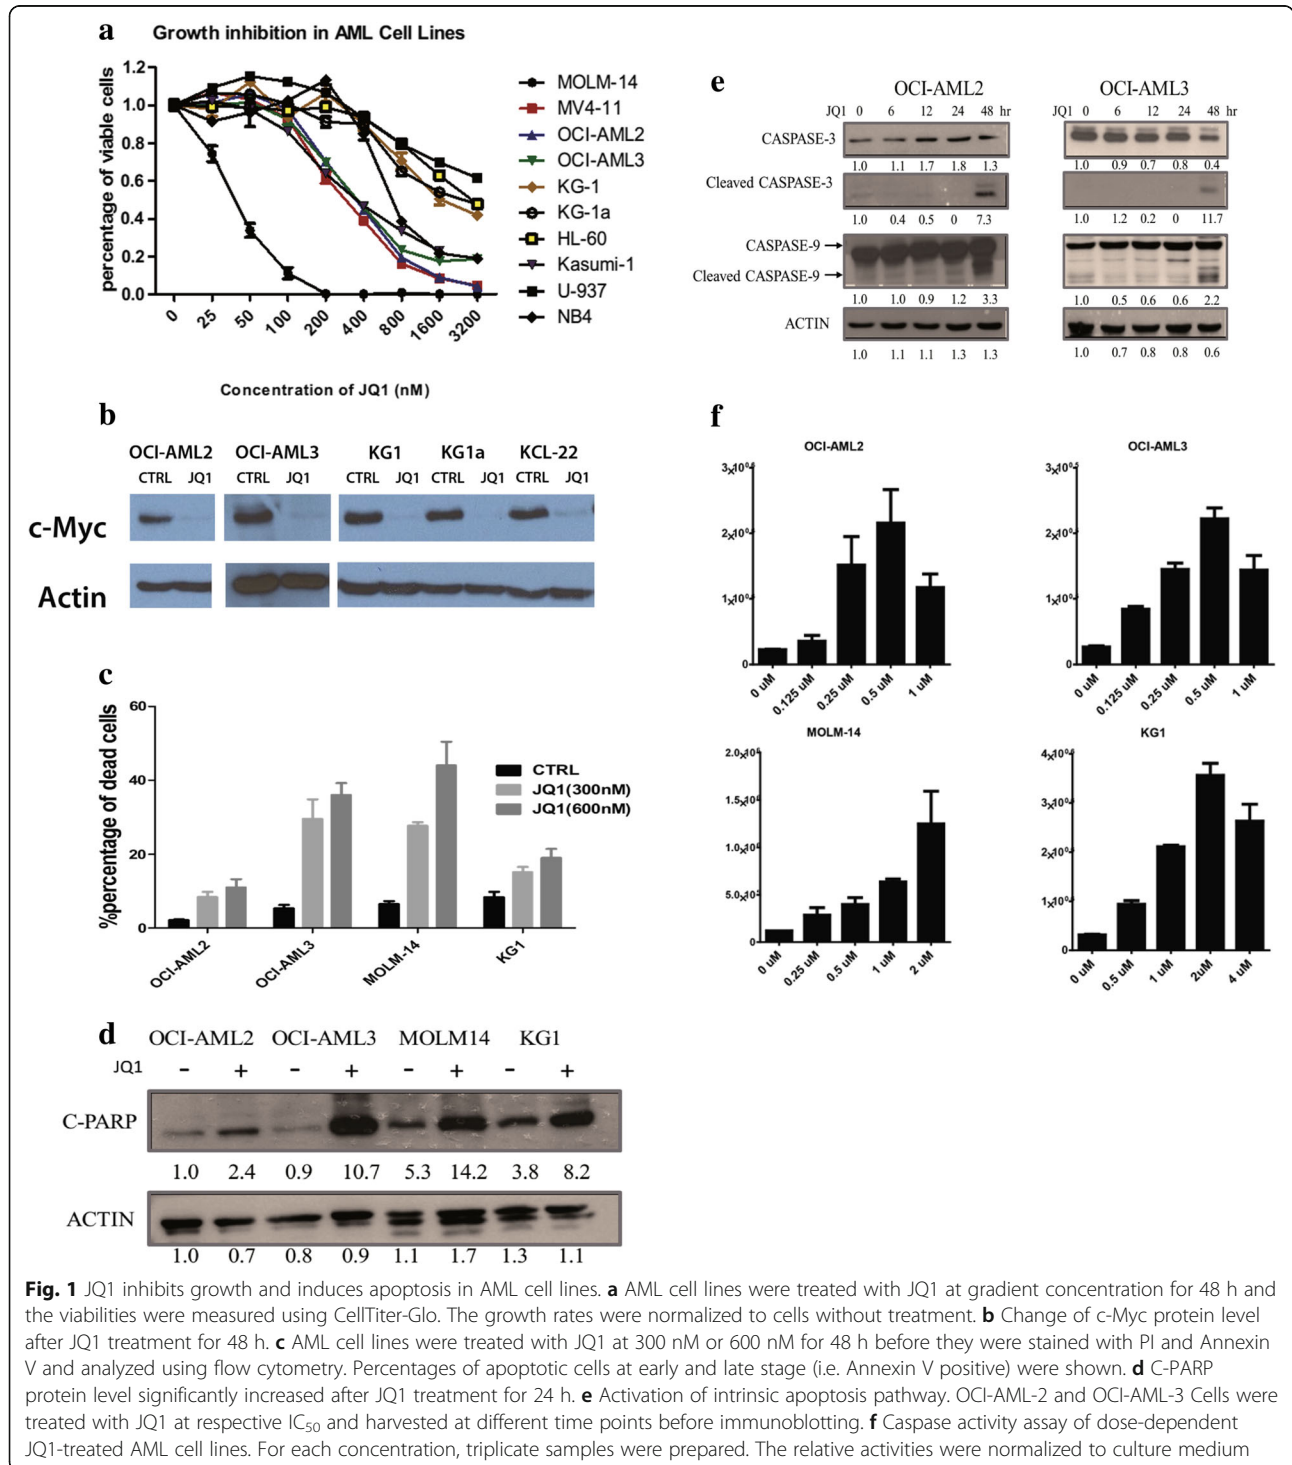 a Growth inhibition in AML Cell Lines
percentage of viable cells
1.2
1.0
0.8
0.6
0.4
0.2
0.0
0 25 50 100 200 400 800 1600 3200
Concentration of JQ1 (nM)
MOLM-14
MV4-11
OCI-AML2
OCI-AML3
KG-1
KG-1a
HL-60
Kasumi-1
U-937
NB4
b
OCI-AML2 OCI-AML3 KG1 KG1a KCL-22
CTRL JQ1 CTRL JQ1 CTRL JQ1 CTRL JQ1 CTRL JQ1
c-Myc
Actin
c
%percentage of dead cells
60
40
20
0
CTRL
JQ1(300nM)
JQ1(600nM)
OCI-AML2 OCI-AML3 MOLM-14 KG1
d
OCI-AML2 OCI-AML3 MOLM14 KG1
JQ1 - + - + - + - +
C-PARP
1.0 2.4 0.9 10.7 5.3 14.2 3.8 8.2
ACTIN
1.0 0.7 0.8 0.9 1.1 1.7 1.3 1.1
e
OCI-AML2 OCI-AML3
JQ1 0 6 12 24 48 hr JQ1 0 6 12 24 48 hr
CASPASE-3
1.0 1.1 1.7 1.8 1.3 1.0 0.9 0.7 0.8 0.4
Cleaved CASPASE-3
1.0 0.4 0.5 0 7.3 1.0 1.2 0.2 0 11.7
CASPASE-9
Cleaved CASPASE-9
1.0 1.0 0.9 1.2 3.3 1.0 0.5 0.6 0.6 2.2
ACTIN
1.0 1.1 1.1 1.3 1.3 1.0 0.7 0.8 0.8 0.6
f
OCI-AML2
0
0 uM 0.125 uM 0.25 uM 0.5 uM 1 uM
OCI-AML3
0
0 uM 0.125 uM 0.25 uM 0.5 uM 1 uM
MOLM-14
0
0 uM 0.25 uM 0.5 uM 1 uM 2 uM
KG1
0
0 uM 0.5 uM 1 uM 2uM 4 uM
Fig. 1 JQ1 inhibits growth and induces apoptosis in AML cell lines. a AML cell lines were treated with JQ1 at gradient concentration for 48 h and
the viabilities were measured using CellTiter-Glo. The growth rates were normalized to cells without treatment. b Change of c-Myc protein level
after JQ1 treatment for 48 h. c AML cell lines were treated with JQ1 at 300 nM or 600 nM for 48 h before they were stained with PI and Annexin
V and analyzed using flow cytometry. Percentages of apoptotic cells at early and late stage (i.e. Annexin V positive) were shown. d C-PARP
protein level significantly increased after JQ1 treatment for 24 h. e Activation of intrinsic apoptosis pathway. OCI-AML-2 and OCI-AML-3 Cells were
treated with JQ1 at respective IC50 and harvested at different time points before immunoblotting. f Caspase activity assay of dose-dependent
JQ1-treated AML cell lines. For each concentration, triplicate samples were prepared. The relative activities were normalized to culture medium